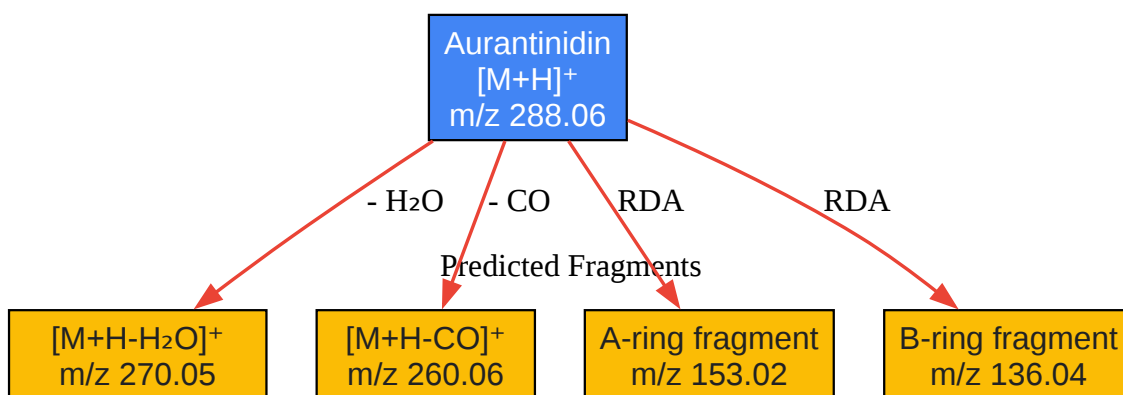 Aurantinidin
[M+H]⁺
m/z 288.06
- H₂O
- CO
RDA
RDA
Predicted Fragments
[M+H-H₂O]⁺
m/z 270.05
[M+H-CO]⁺
m/z 260.06
A-ring fragment
m/z 153.02
B-ring fragment
m/z 136.04